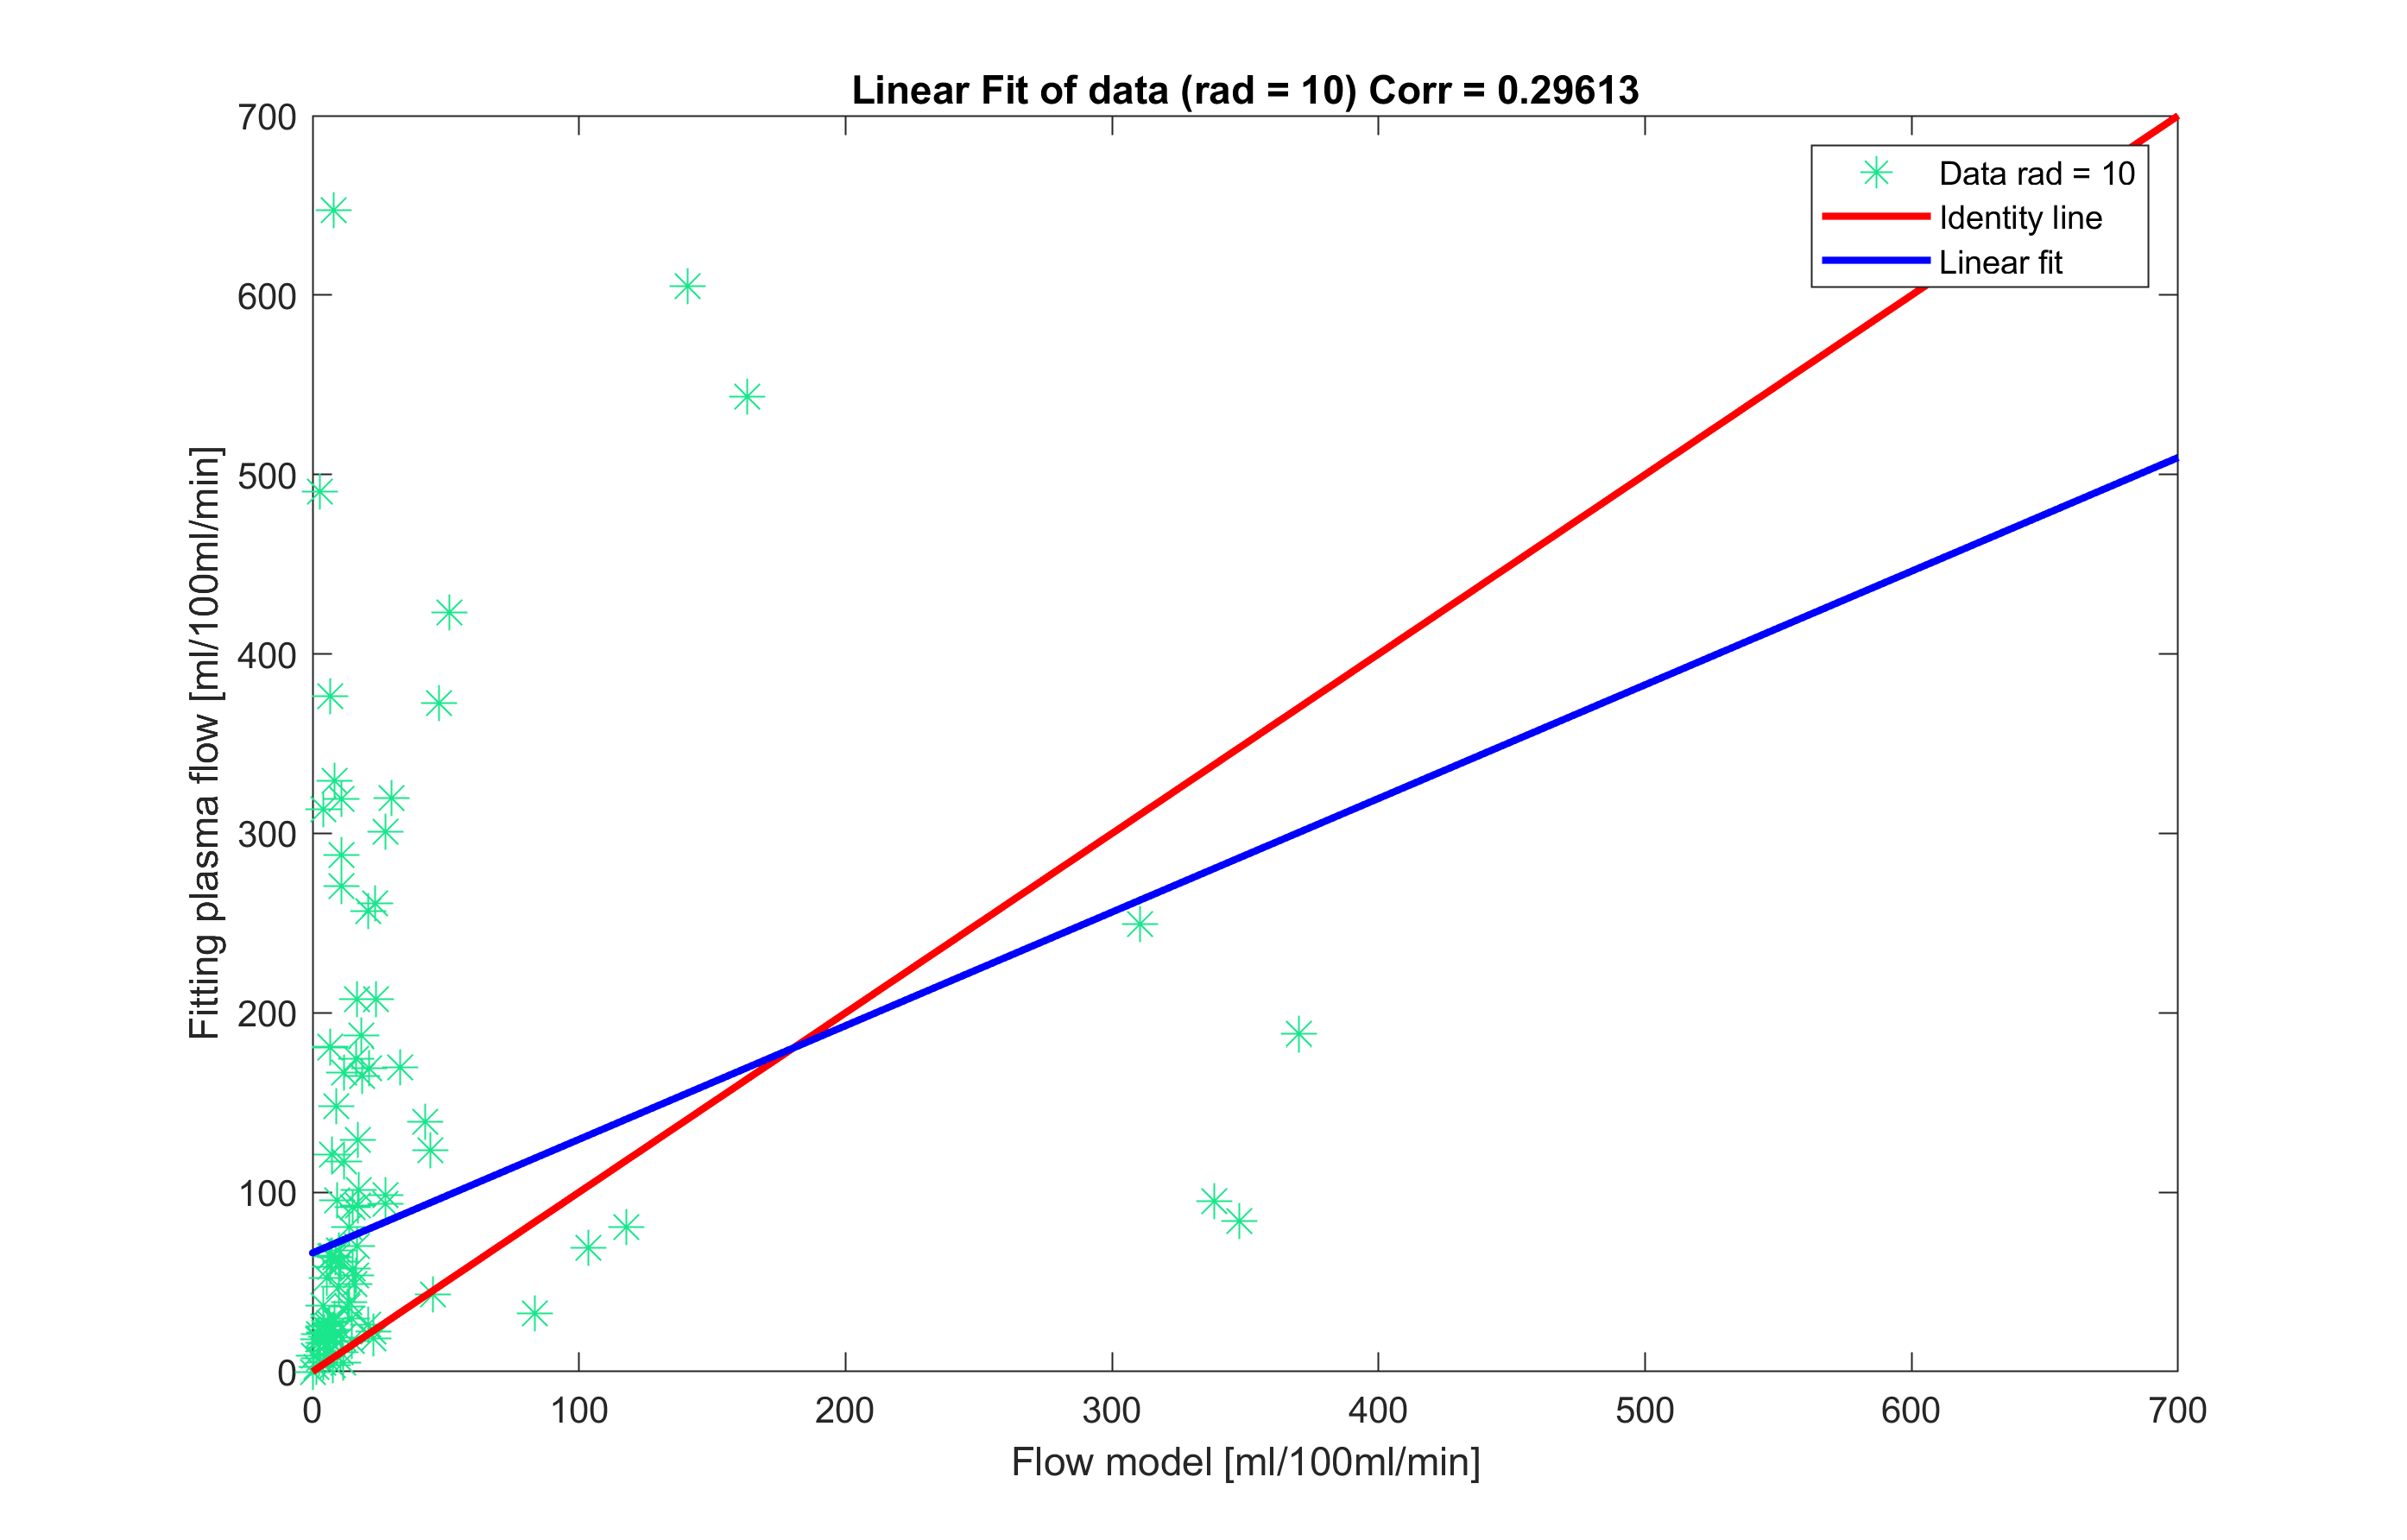 Linear Fit of data (rad = 10) Corr = 0.29613
700
600
500
400
300
200
100
0
Fitting plasma flow [ml/100ml/min]
Data rad = 10
Identity line
Linear fit
0 100 200 300 400 500 600 700
Flow model [ml/100ml/min]